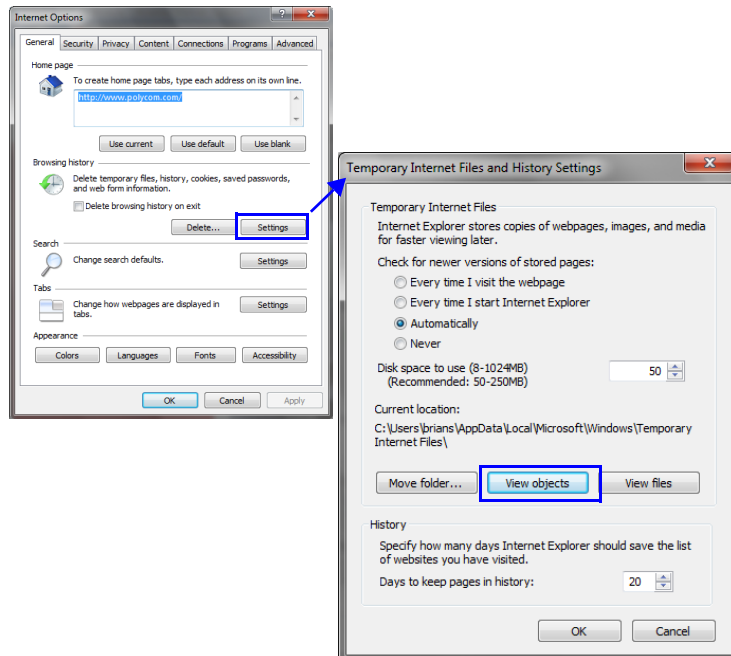 Internet Options
General Security Privacy Content Connections Programs Advanced
Home page
To create home page tabs, type each address on its own line.
http://www.polycom.com/
Use current Use default Use blank
Browsing history
Delete temporary files, history, cookies, saved passwords,
and web form information.
Delete browsing history on exit
Delete... Settings
Search
Change search defaults. Settings
Tabs
Change how webpages are displayed in
tabs.
Settings
Appearance
Colors Languages Fonts Accessibility
OK Cancel Apply
Temporary Internet Files and History Settings
Temporary Internet Files
Internet Explorer stores copies of webpages, images, and media
for faster viewing later.
Check for newer versions of stored pages:
Every time I visit the webpage
Every time I start Internet Explorer
Automatically
Never
Disk space to use (8-1024MB) 50
(Recommended: 50-250MB)
Current location:
C:\Users\brians\AppData\Local\Microsoft\Windows\Temporary
Internet Files\
Move folder... View objects View files
History
Specify how many days Internet Explorer should save the list
of websites you have visited.
Days to keep pages in history: 20
OK Cancel